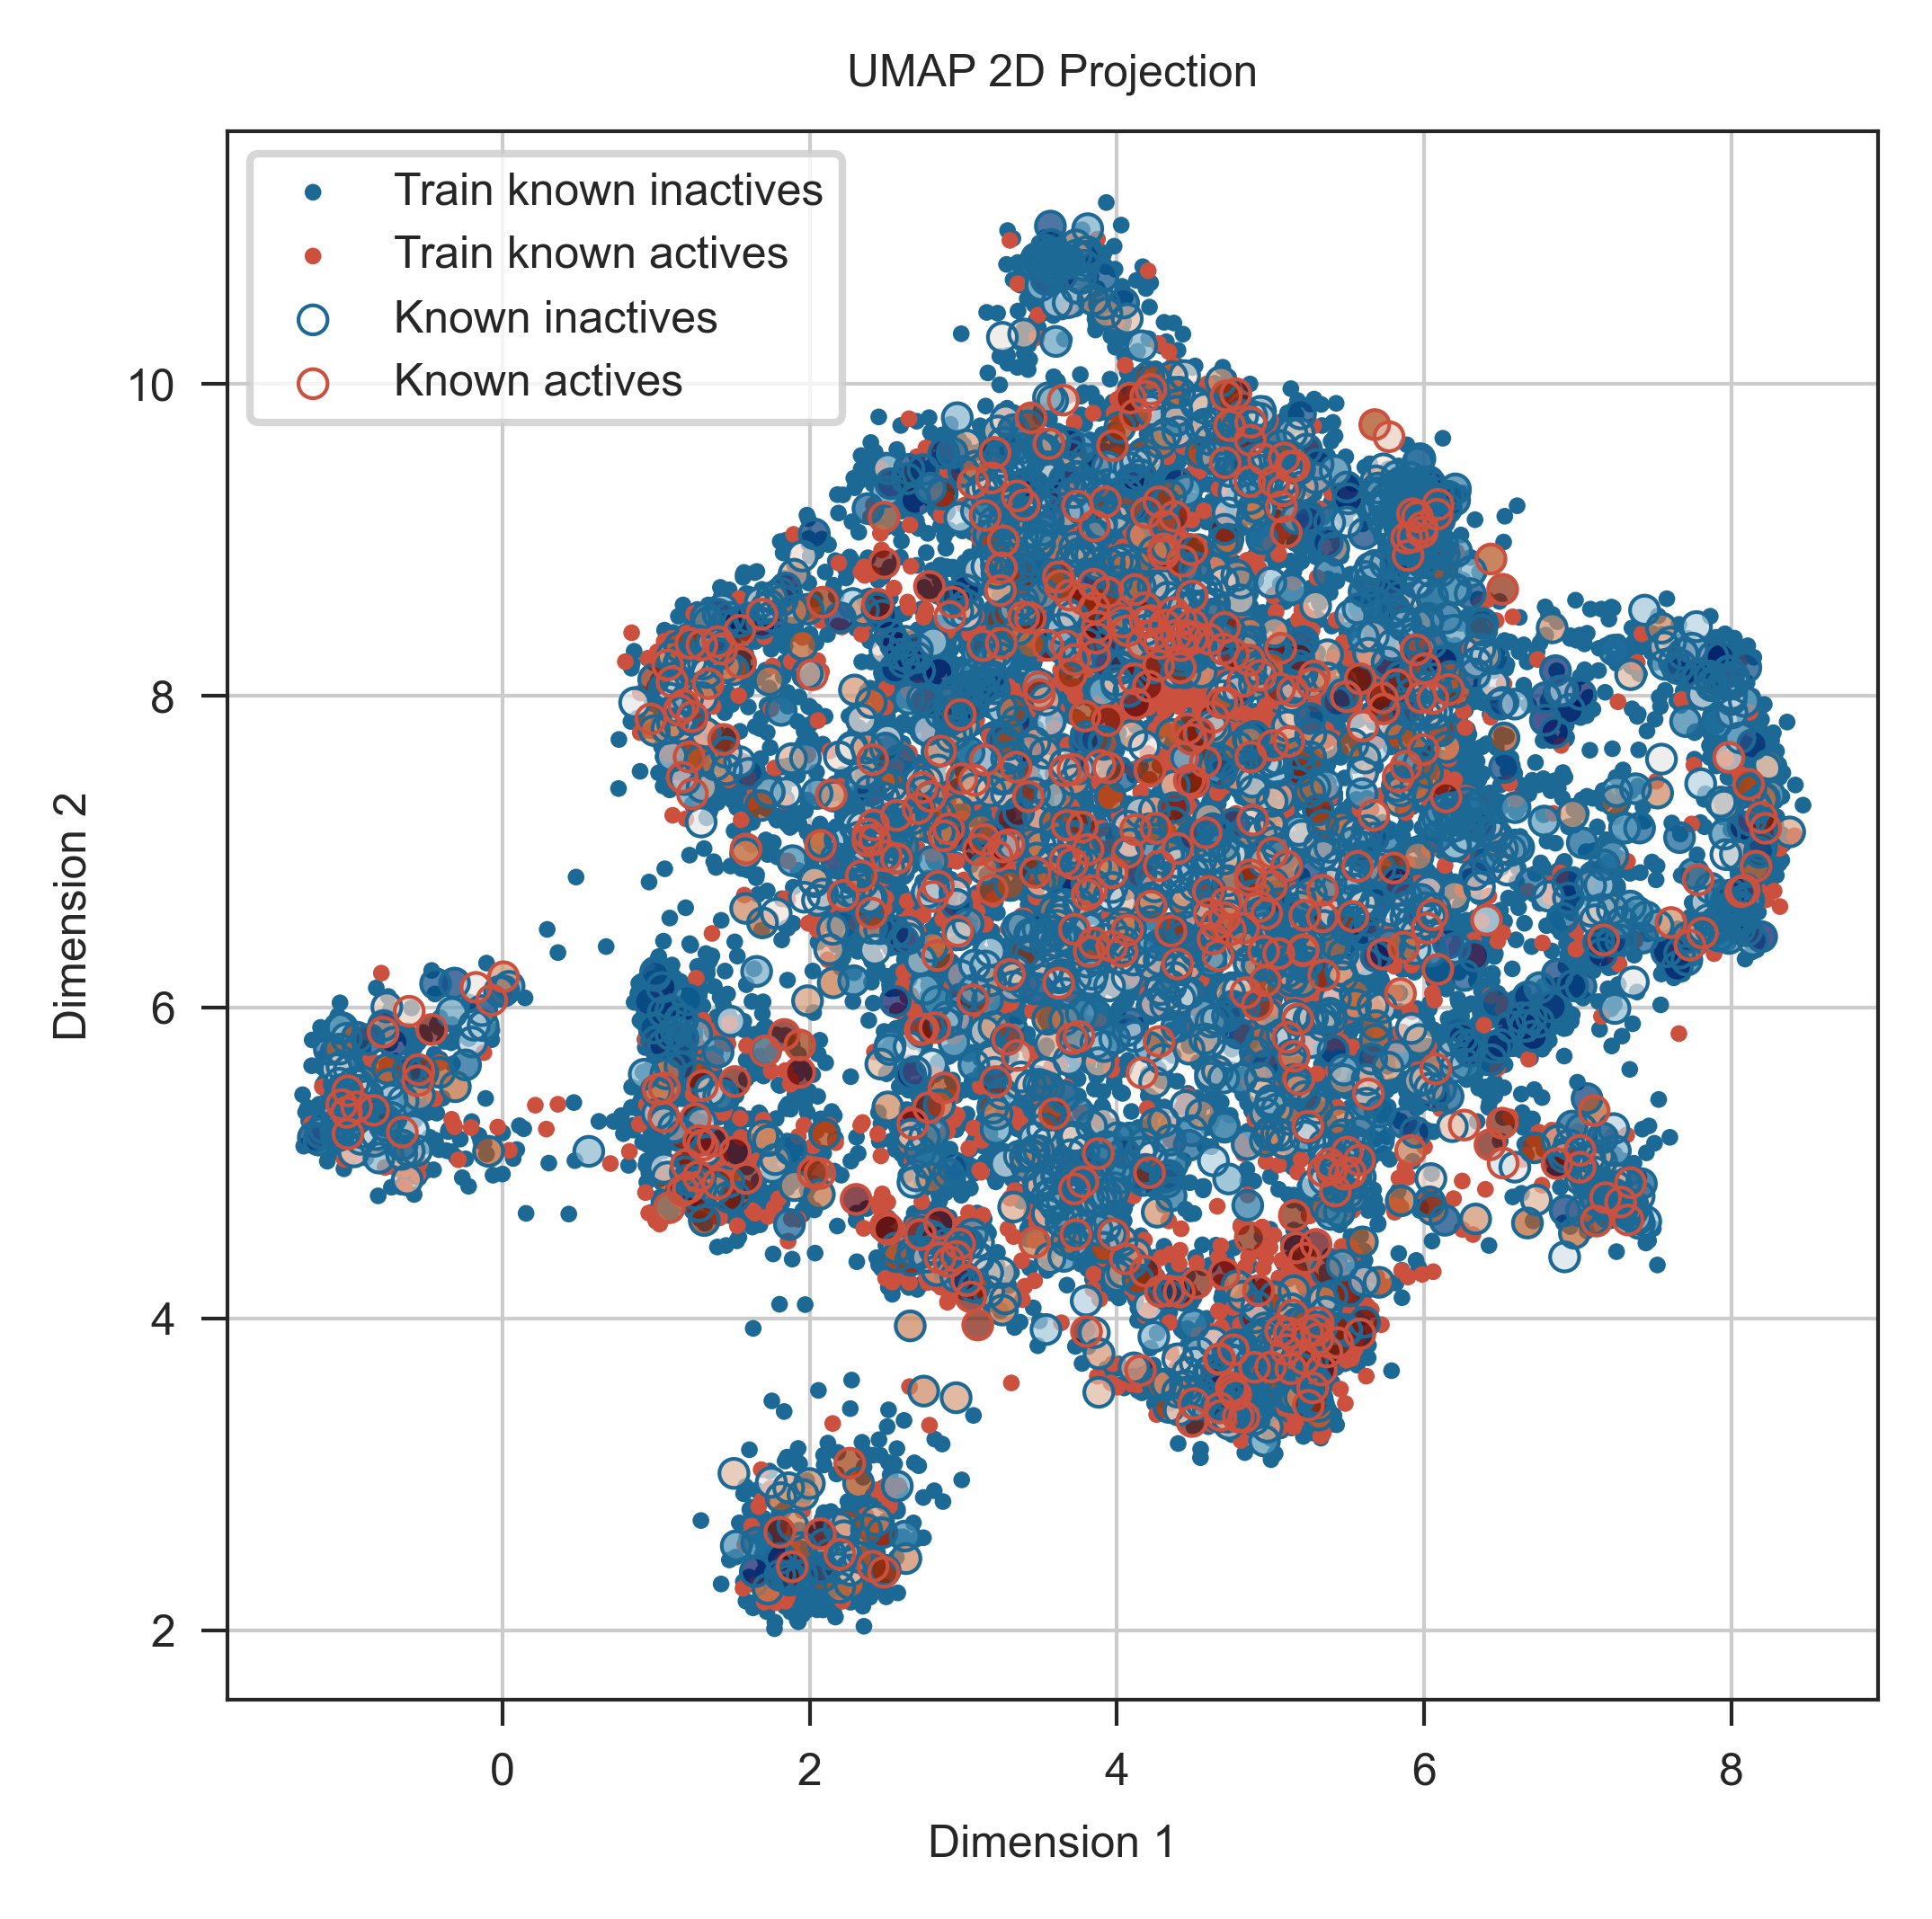 UMAP 2D Projection
Train known inactives
Train known actives
Known inactives
Known actives
10
8
6
4
2
Dimension 2
0 2 4 6 8
Dimension 1